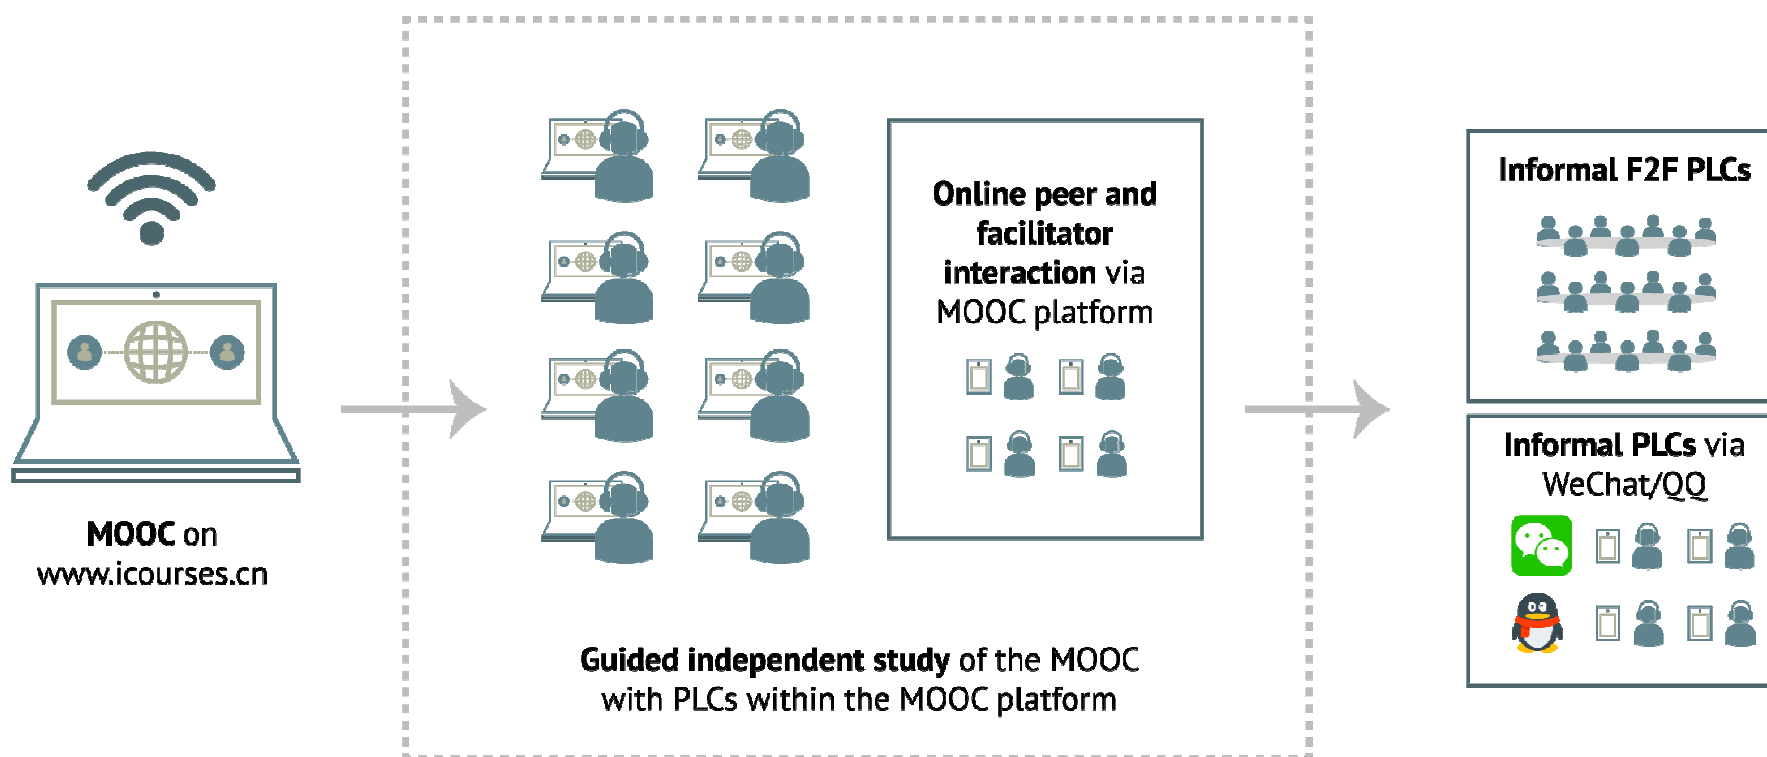 MOOC on
www.icourses.cn
Online peer and
facilitator
interaction via
MOOC platform
Guided independent study of the MOOC
with PLCs within the MOOC platform
Informal F2F PLCs
Informal PLCs via
WeChat/QQ